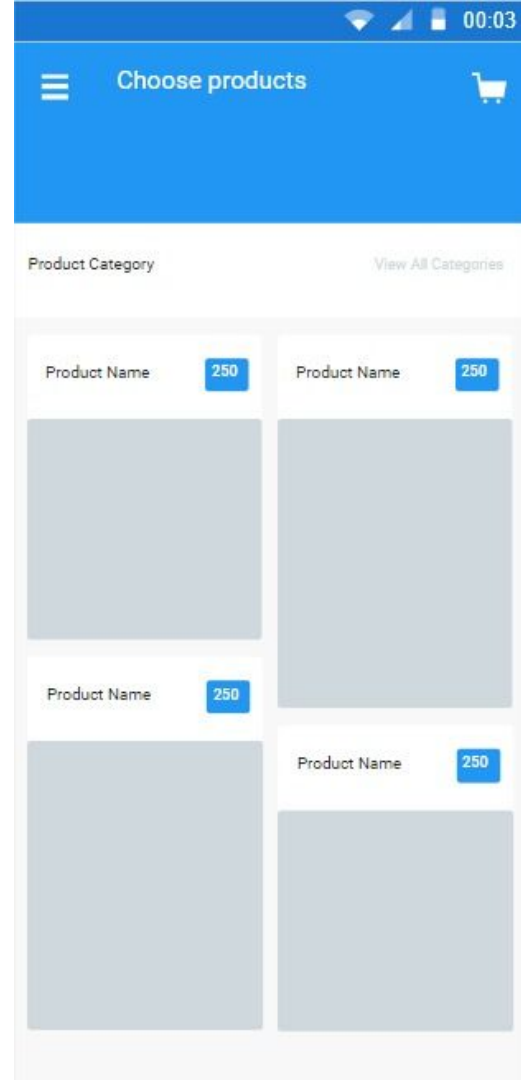 00:03
Choose products
Product Category View All Categories
Product Name 250 Product Name 250
Product Name 250
Product Name 250